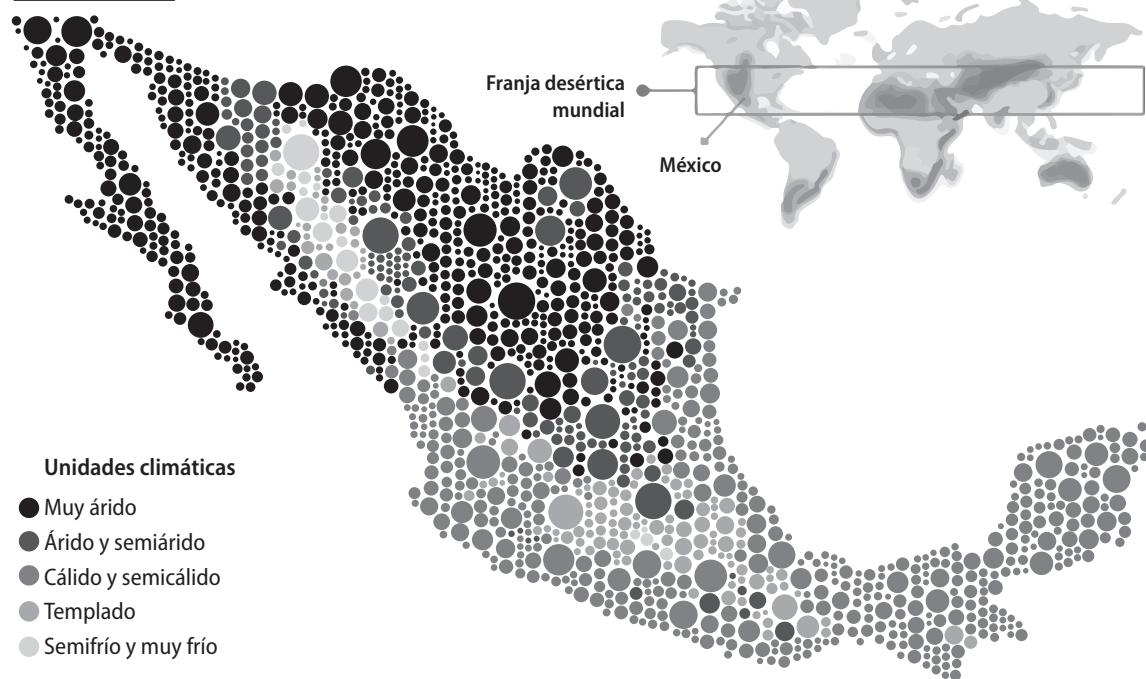 Franja desértica
mundial
México
Unidades climáticas
Muy árido
Árido y semiárido
Cálido y semicálido
Templado
Semifrío y muy frío